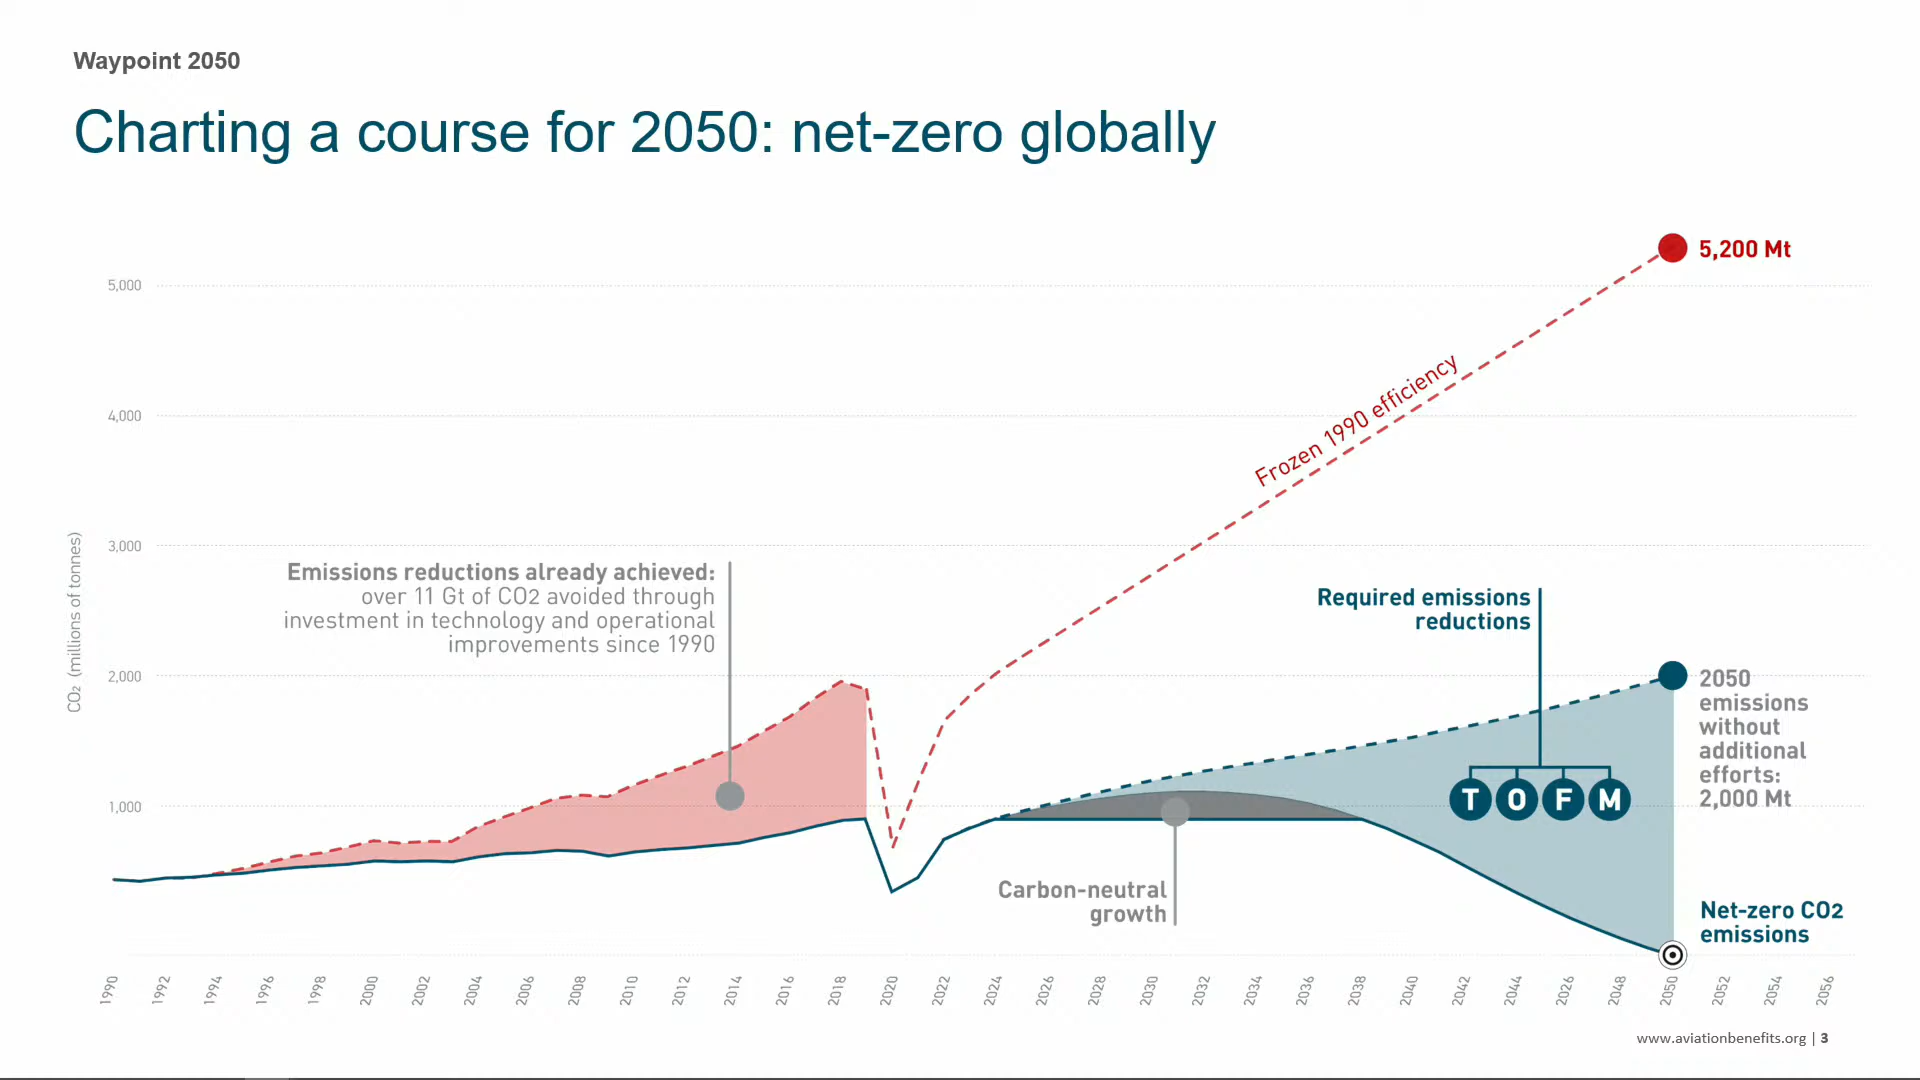 Waypoint 2050
Charting a course for 2050: net-zero globally
5,200 Mt
5,000
4,000
3,000
2,000
1,000
CO₂ (millions of tonnes)
Frozen 1990 efficiency
Emissions reductions already achieved:
over 11 Gt of CO2 avoided through
investment in technology and operational
improvements since 1990
Required emissions
reductions
T O F M
2050
emissions
without
additional
efforts:
2,000 Mt
Carbon-neutral
growth
Net-zero CO2
emissions
1990 1992 1994 1996 1998 2000 2002 2004 2006 2008 2010 2012 2014 2016 2018 2020 2022 2024 2026 2028 2030 2032 2034 2036 2038 2040 2042 2044 2026 2048 2050 2052 2054 2056
www.aviationbenefits.org | 3